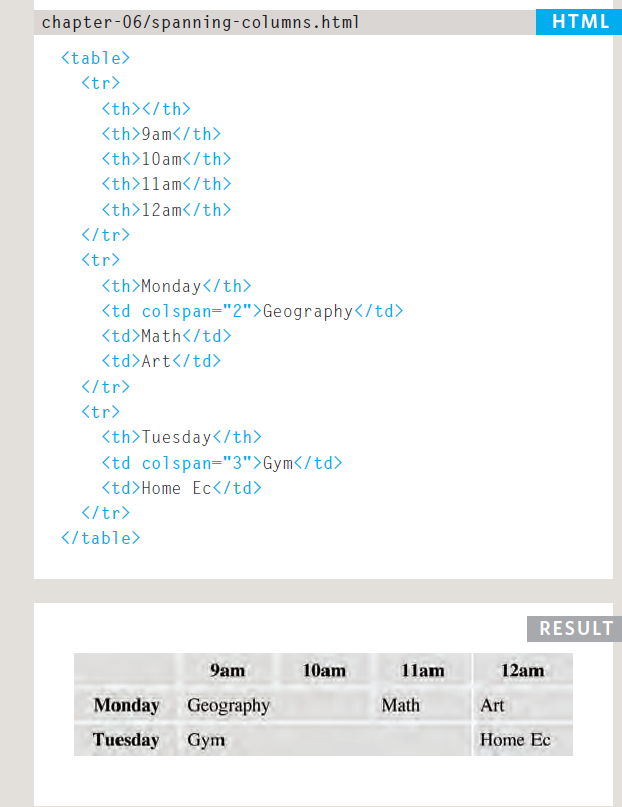 chapter-06/spanning-columns.html HTML
<table>
  <tr>
    <th></th>
    <th>9am</th>
    <th>10am</th>
    <th>11am</th>
    <th>12am</th>
  </tr>
  <tr>
    <th>Monday</th>
    <td colspan="2">Geography</td>
    <td>Math</td>
    <td>Art</td>
  </tr>
  <tr>
    <th>Tuesday</th>
    <td colspan="3">Gym</td>
    <td>Home Ec</td>
  </tr>
</table>
RESULT
9am 10am 11am 12am
Monday Geography Math Art
Tuesday Gym Home Ec